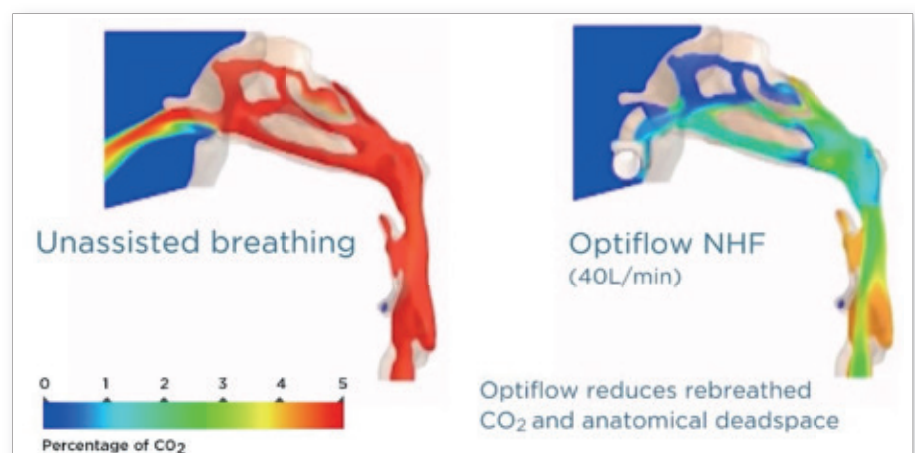 Unassisted breathing
Optiflow NHF
(40L/min)
0 1 2 3 4 5
Percentage of CO₂
Optiflow reduces rebreathed
CO₂ and anatomical deadspace